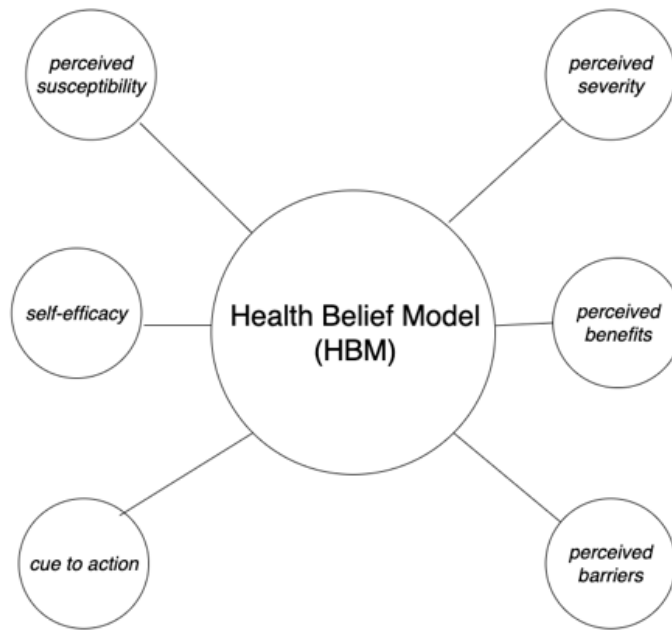 perceived
susceptibility
perceived
severity
self-efficacy
Health Belief Model
(HBM)
perceived
benefits
cue to action
perceived
barriers